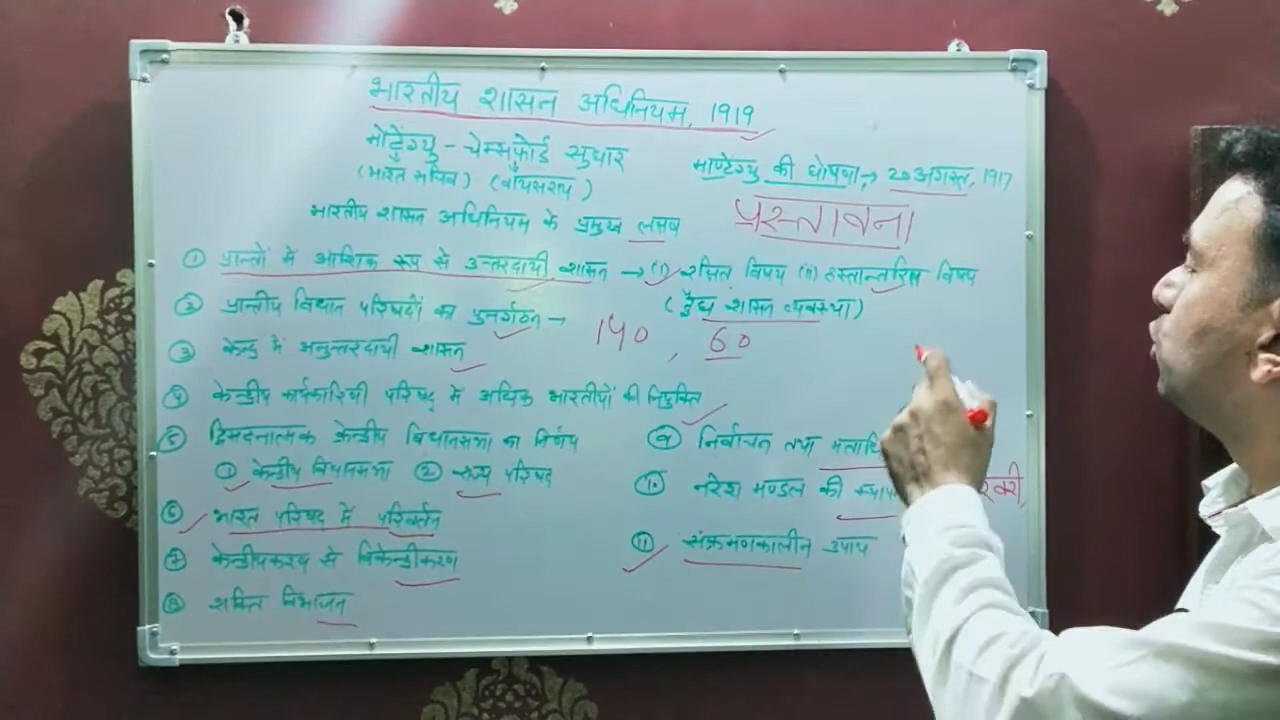 भारतीय शासन अधिनियम, 1919
मोटेंग्यु - चेम्सफ़ोर्ड सुधार
(भारत सचिव) (वॉयसराय)
माण्टेग्यु की घोषणा, 20 अगस्त, 1917
भारतीय शासन अधिनियम के प्रमुख लक्षण
प्रस्तावना
① प्रान्तों में आंशिक रूप से उत्तरदायी शासन → (i) रक्षित विषय (ii) हस्तान्तरित विषय
(द्वैध शासन व्यवस्था)
② प्रान्तीय विधान परिषदों का पुनर्गठन → 140, 60
③ केन्द्र में अनुत्तरदायी शासन
④ केन्द्रीय कार्यकारिणी परिषद् में अधिक भारतीयों की नियुक्ति
⑤ द्विसदनात्मक केन्द्रीय विधानसभा का निर्माण
① केन्द्रीय विधानसभा ② राज्य परिषद्
⑥ भारत परिषद में परिवर्तन
⑦ केन्द्रीयकरण से विकेन्द्रीकरण
⑧ शक्ति विभाजन
⑨ निर्वाचन तथा
⑩ नरेश मण्डल की
⑪ संक्रमणकालीन उपाय